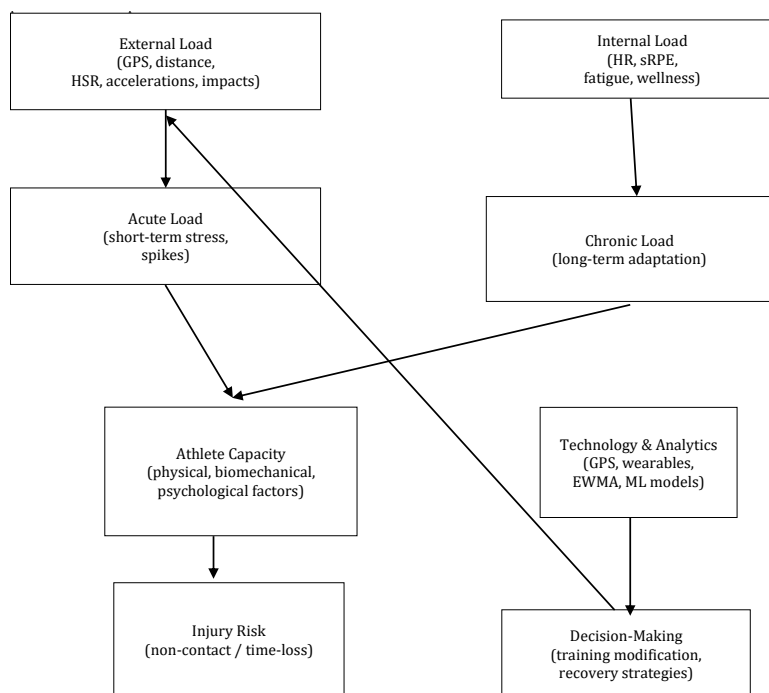 External Load
(GPS, distance,
HSR, accelerations, impacts)
Internal Load
(HR, sRPE,
fatigue, wellness)
Acute Load
(short-term stress,
spikes)
Chronic Load
(long-term adaptation)
Athlete Capacity
(physical, biomechanical,
psychological factors)
Technology & Analytics
(GPS, wearables,
EWMA, ML models)
Injury Risk
(non-contact / time-loss)
Decision-Making
(training modification,
recovery strategies)